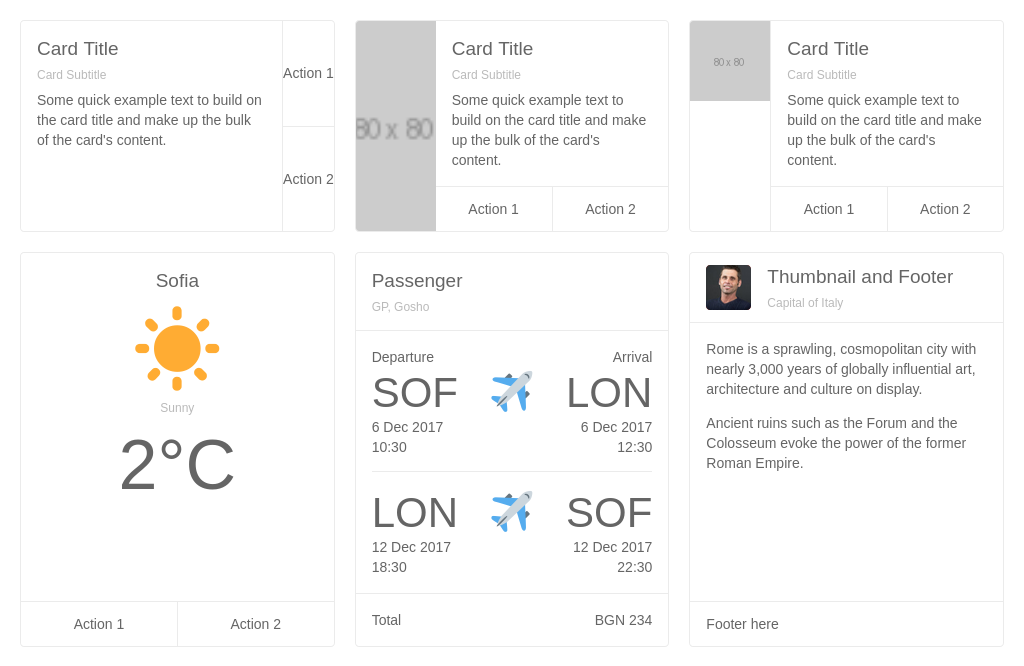 Card Title
Card Subtitle
Some quick example text to build on
the card title and make up the bulk
of the card's content.
Action 1
Action 2
80 x 80
Card Title
Card Subtitle
Some quick example text to
build on the card title and make
up the bulk of the card's
content.
Action 1
Action 2
80 x 80
Card Title
Card Subtitle
Some quick example text to
build on the card title and make
up the bulk of the card's
content.
Action 1
Action 2
Sofia
Sunny
2°C
Action 1
Action 2
Passenger
GP, Gosho
Departure Arrival
SOF LON
6 Dec 2017 6 Dec 2017
10:30 12:30
LON SOF
12 Dec 2017 12 Dec 2017
18:30 22:30
Total BGN 234
Thumbnail and Footer
Capital of Italy
Rome is a sprawling, cosmopolitan city with
nearly 3,000 years of globally influential art,
architecture and culture on display.
Ancient ruins such as the Forum and the
Colosseum evoke the power of the former
Roman Empire.
Footer here